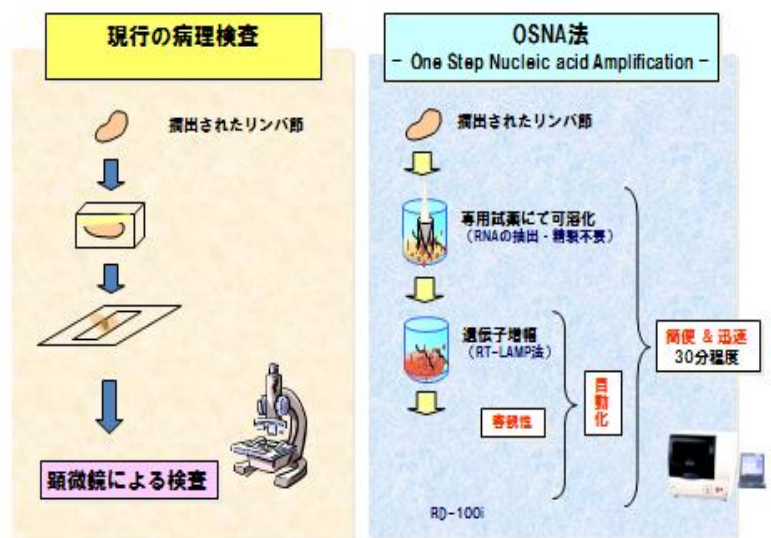 現行の病理検査
摘出されたリンパ節
顕微鏡による検査
OSNA法
- One Step Nucleic acid Amplification -
摘出されたリンパ節
専用試薬にて可溶化
(RNAの抽出・精製不要)
遺伝子増幅
(RT-LAMP法)
客観性
自動化
簡便 & 迅速
30分程度
RD-100i